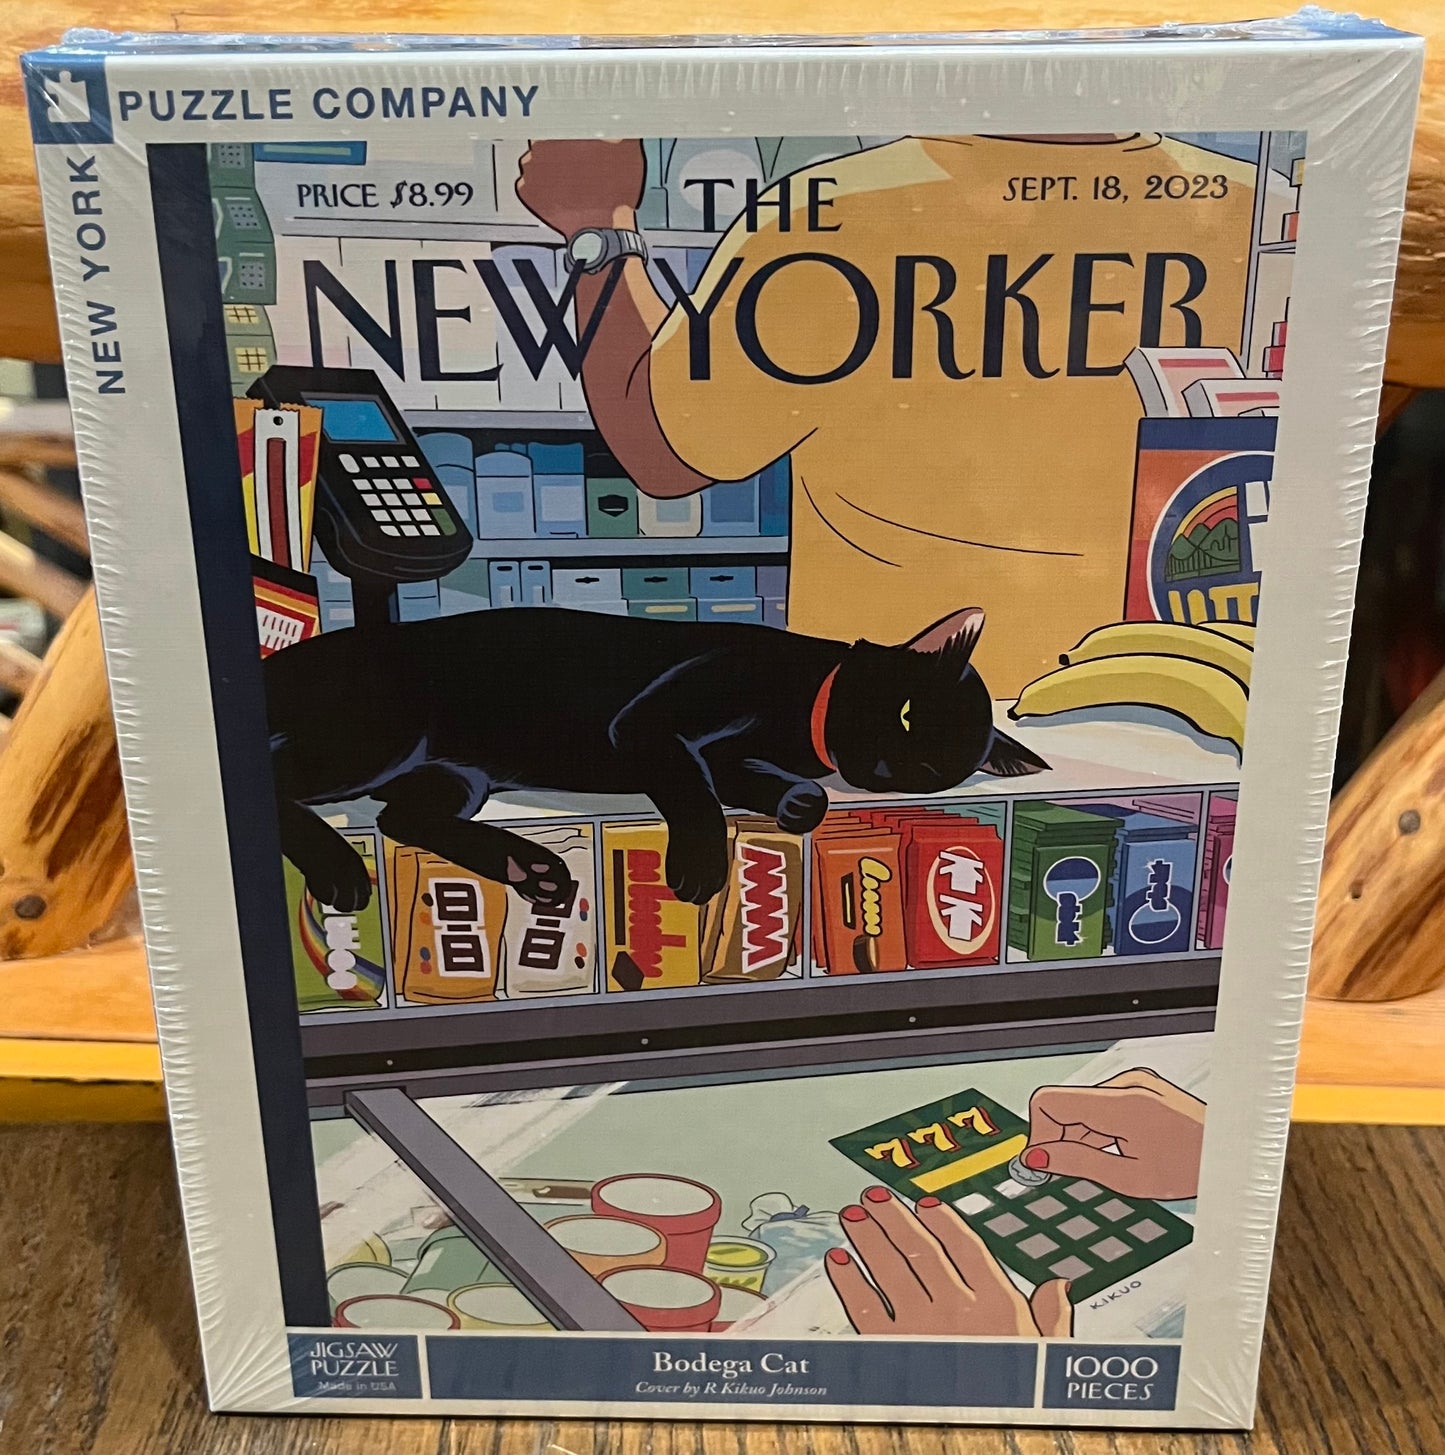 PUZZLE COMPANY
NEW YORK
PRICE $8.99
THE
SEPT. 18, 2023
NEW YORKER
777
KIKUO
JIGSAW
PUZZLE
Made in USA
Bodega Cat
Cover by R Kikuo Johnson
1000
PIECES